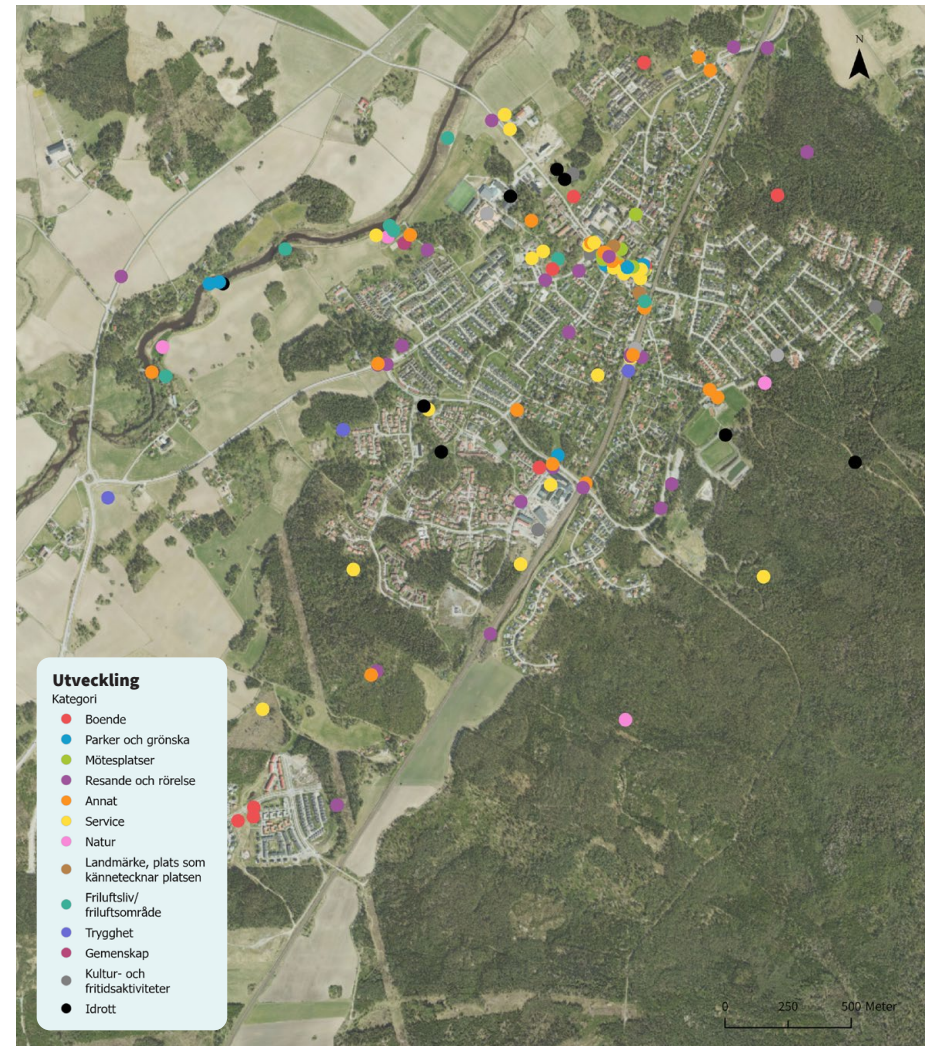 N
Utveckling
Kategori
Boende
Parker och grönska
Mötesplatser
Resande och rörelse
Annat
Service
Natur
Landmärke, plats som
kännetecknar platsen
Friluftsliv/
friluftsområde
Trygghet
Gemenskap
Kultur- och
fritidsaktiviteter
Idrott
0 250 500 Meter